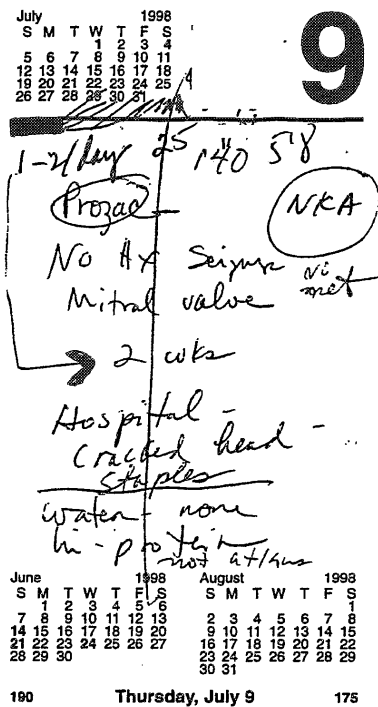 July 1998
S M T W T F S
1 2 3 4
5 6 7 8 9 10 11
12 13 14 15 16 17 18
19 20 21 22 23 24 25
26 27 28 29 30 31
9
1-2/day 25 140 58
Prozac - NKA
No Hx Seizure
Mitral valve
2 wks
Hospital -
Cracked head -
staples
water - none
hi - protein
not
June 1998
S M T W T F S
1 2 3 4 5 6
7 8 9 10 11 12 13
14 15 16 17 18 19 20
21 22 23 24 25 26 27
28 29 30
August 1998
S M T W T F S
1
2 3 4 5 6 7 8
9 10 11 12 13 14 15
16 17 18 19 20 21 22
23 24 25 26 27 28 29
30 31
190 Thursday, July 9 175